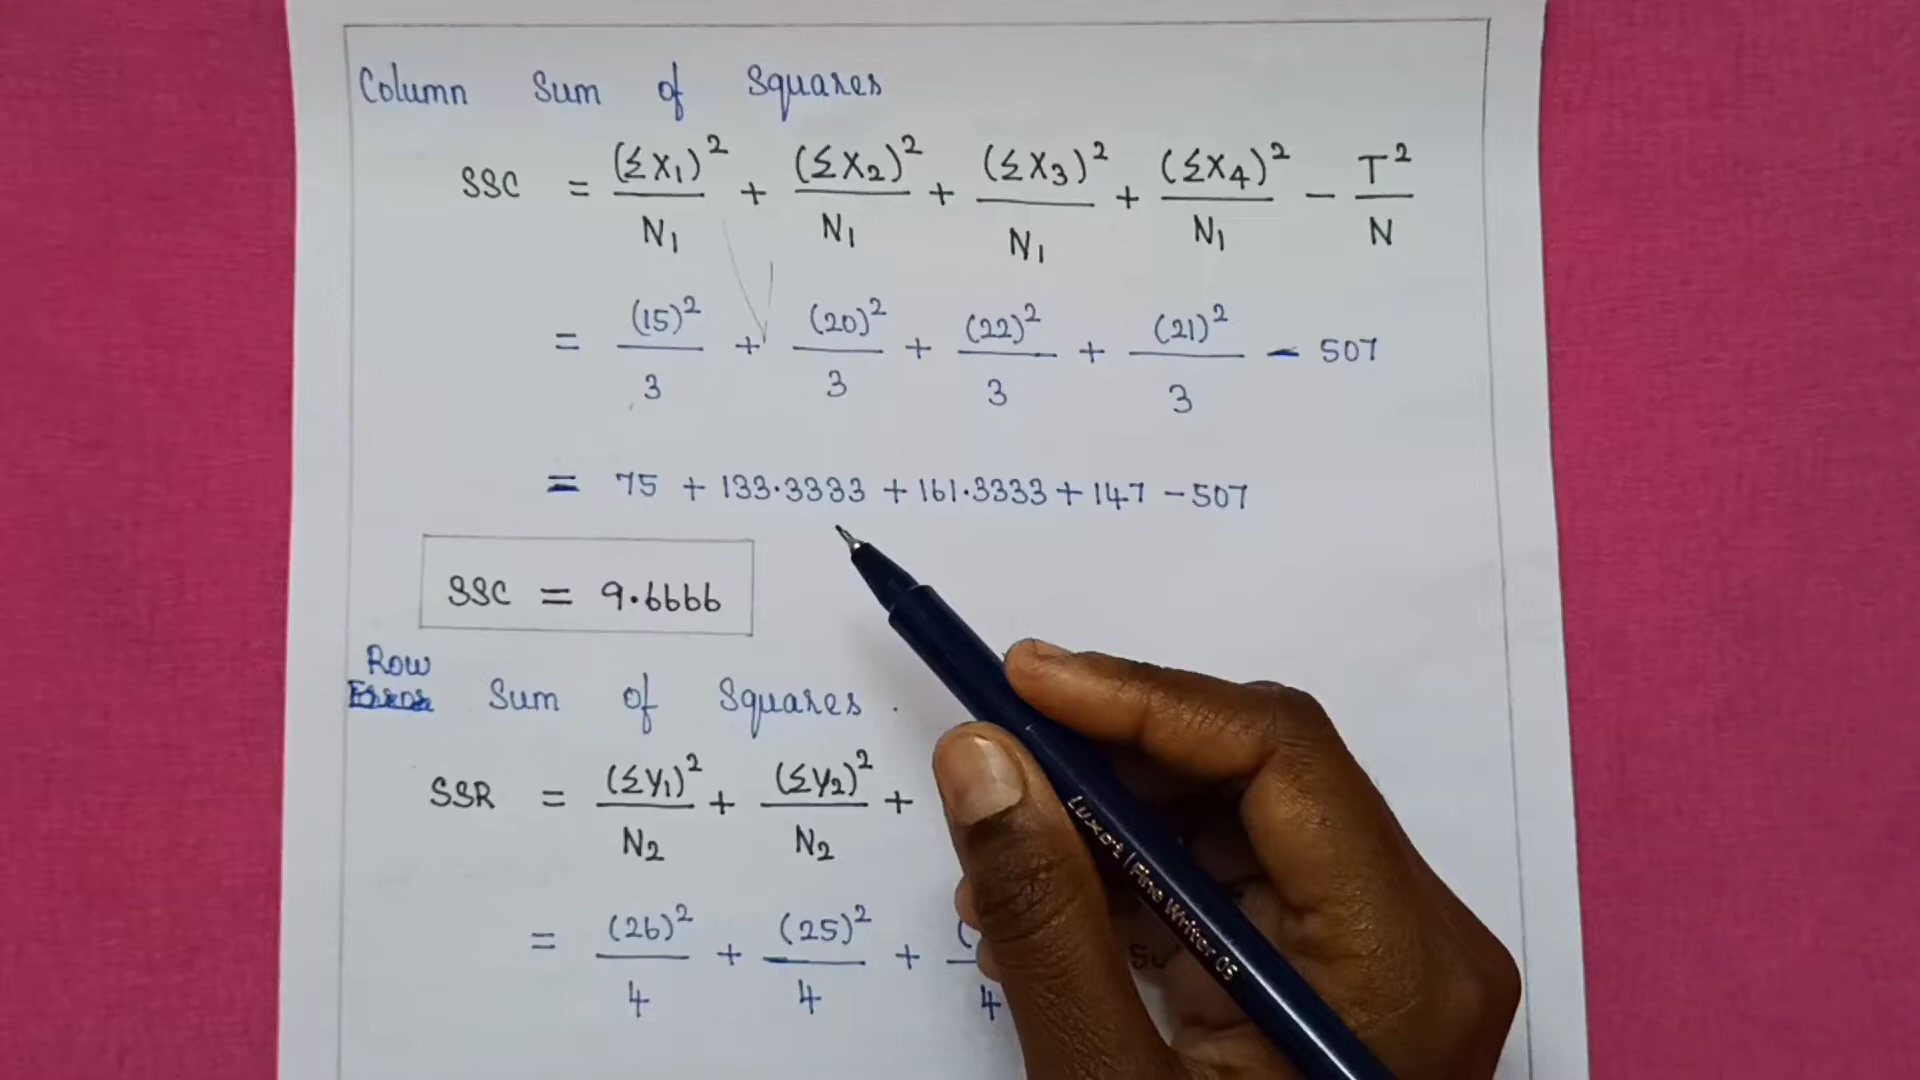 Column Sum of Squares
SSC = (ΣX₁)²/N₁ + (ΣX₂)²/N₁ + (ΣX₃)²/N₁ + (ΣX₄)²/N₁ − T²/N
= (15)²/3 + (20)²/3 + (22)²/3 + (21)²/3 − 507
= 75 + 133.3333 + 161.3333 + 147 − 507
SSC = 9.6666
Row
Sum of Squares.
SSR = (ΣY₁)²/N₂ + (ΣY₂)²/N₂ +
= (26)²/4 + (25)²/4 + ( /4
Luxor | Fine Writer 05